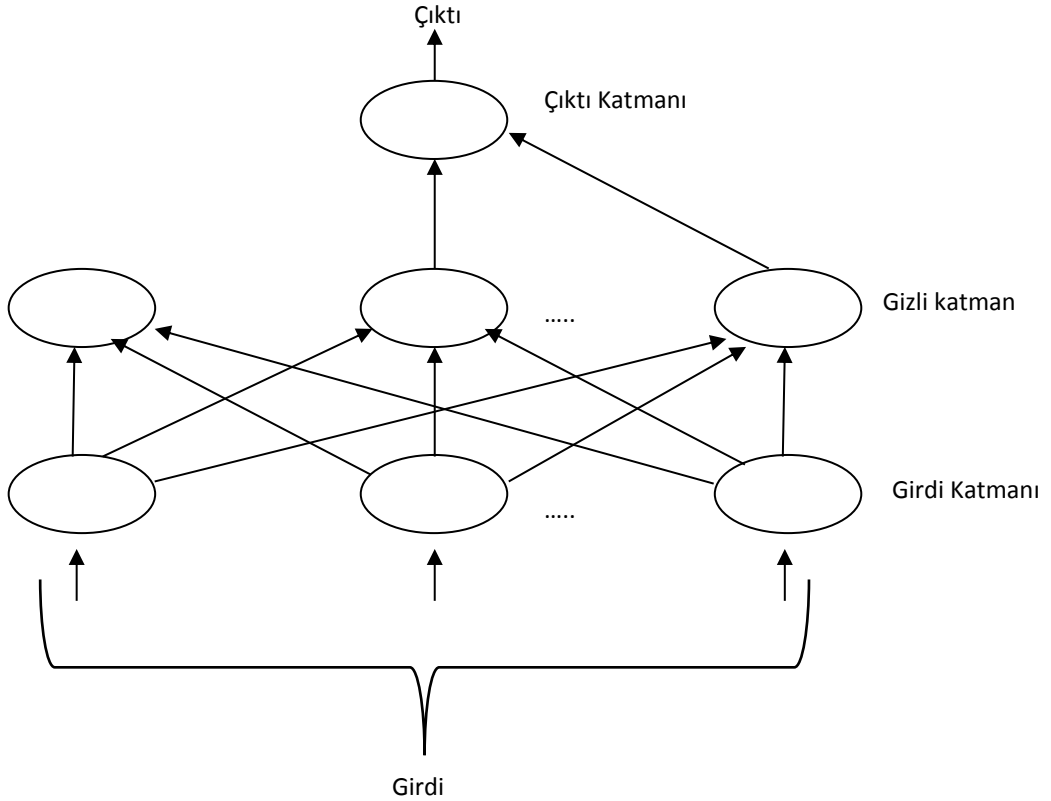 Çıktı
Çıktı Katmanı
.....
Gizli katman
.....
Girdi Katmanı
Girdi